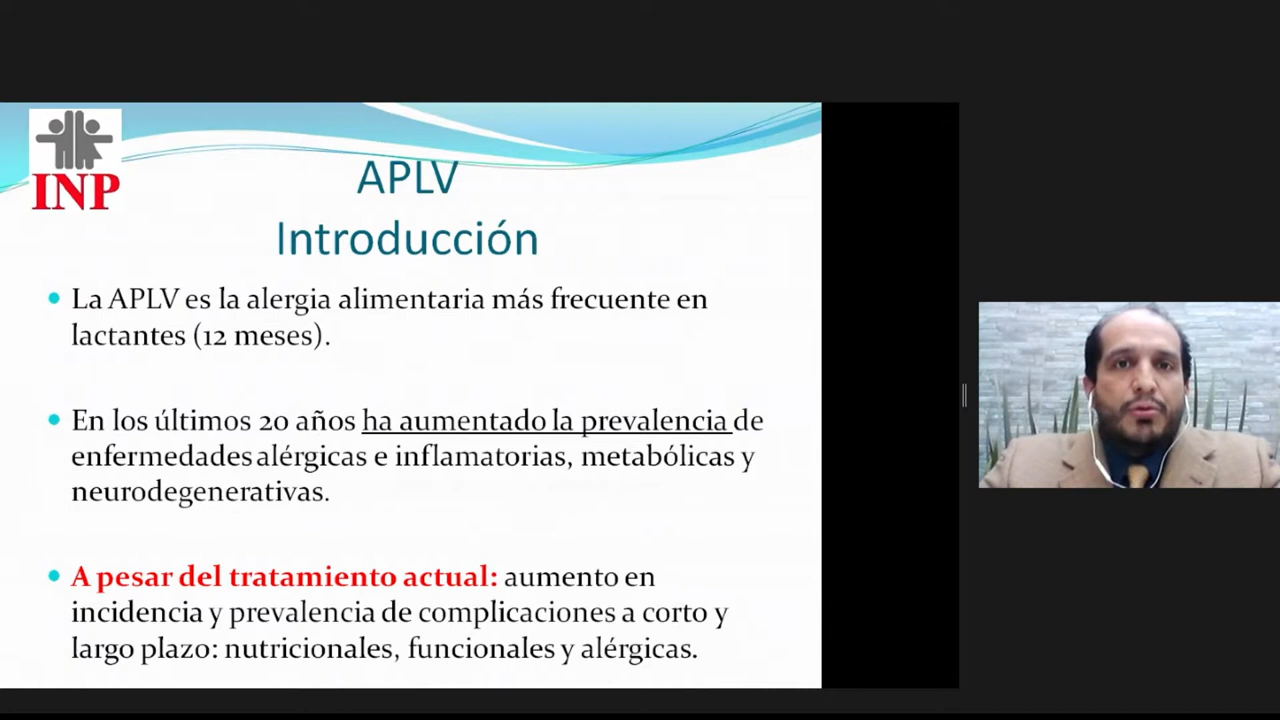 INP
APLV
Introducción
• La APLV es la alergia alimentaria más frecuente en
lactantes (12 meses).
• En los últimos 20 años ha aumentado la prevalencia de
enfermedades alérgicas e inflamatorias, metabólicas y
neurodegenerativas.
• A pesar del tratamiento actual: aumento en
incidencia y prevalencia de complicaciones a corto y
largo plazo: nutricionales, funcionales y alérgicas.